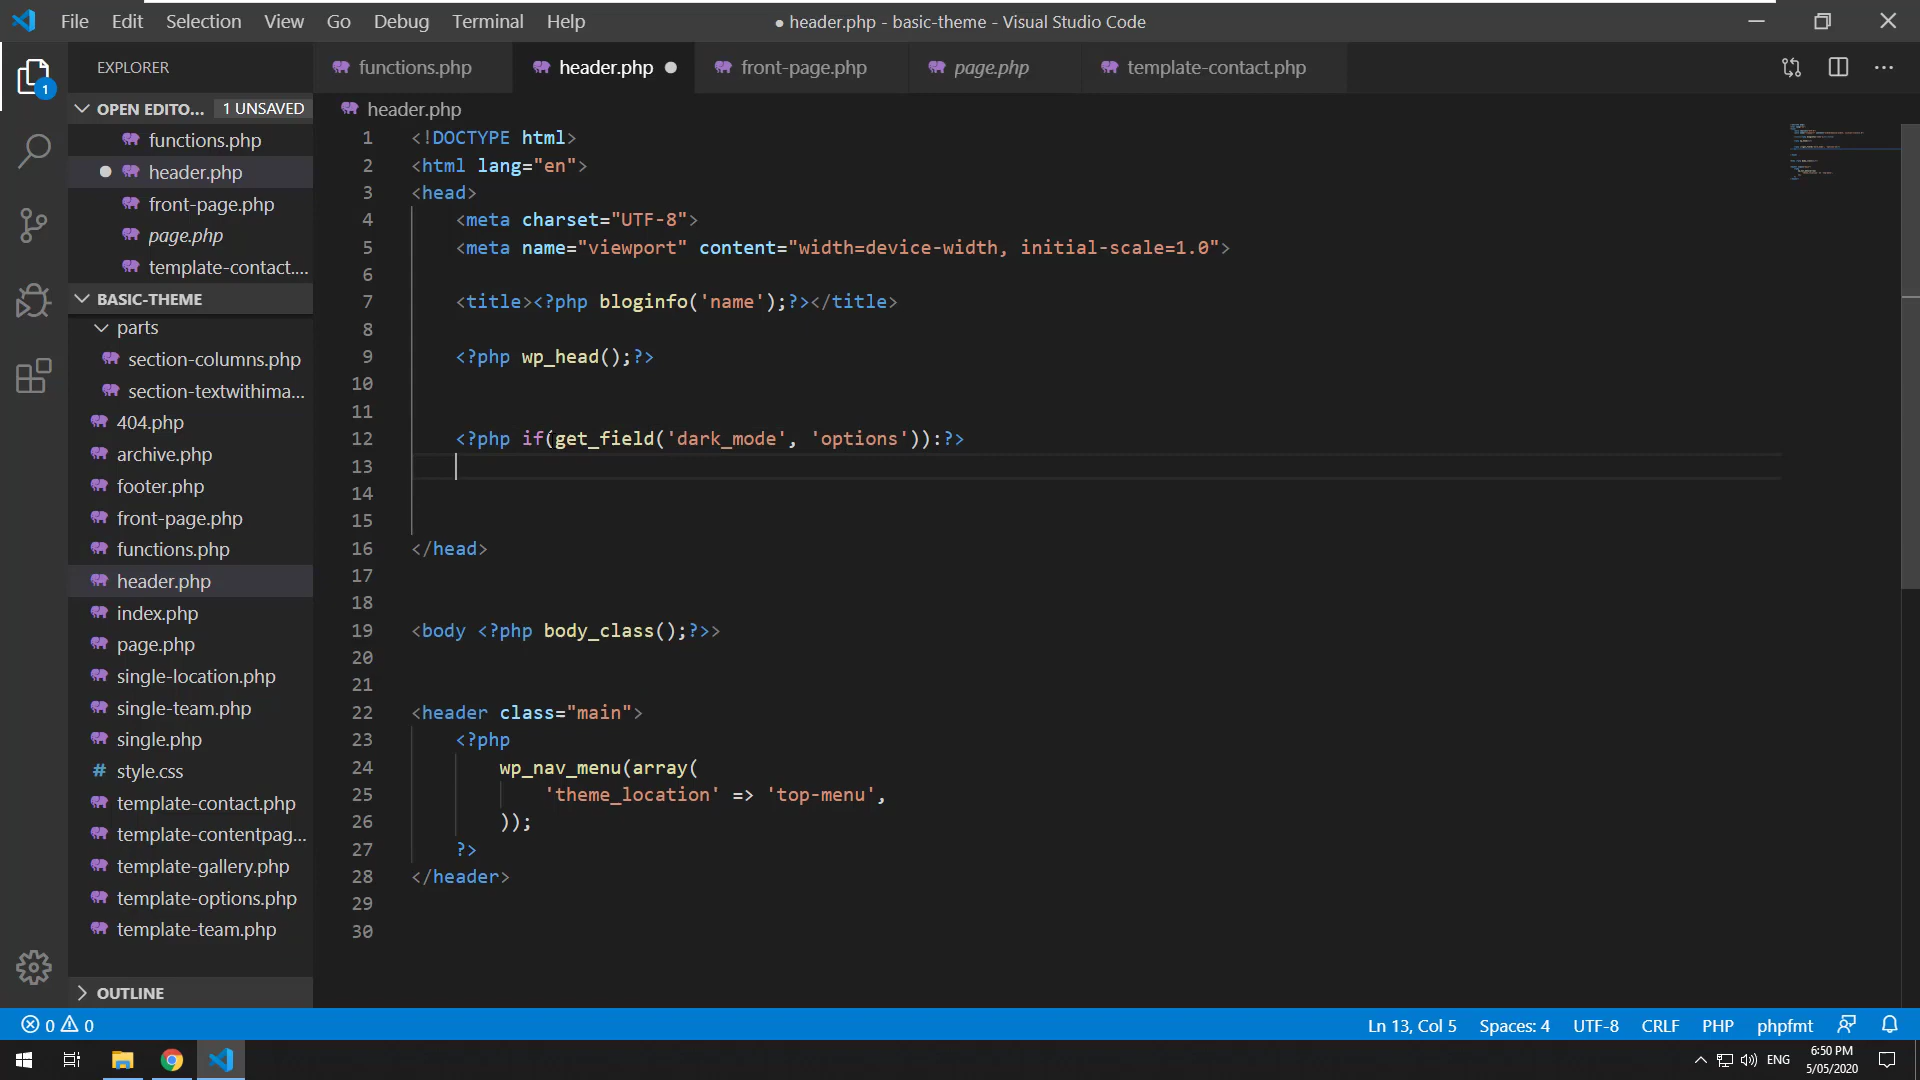 File Edit Selection View Go Debug Terminal Help
● header.php - basic-theme - Visual Studio Code
EXPLORER
OPEN EDITO... 1 UNSAVED
functions.php
header.php
front-page.php
page.php
template-contact....
BASIC-THEME
parts
section-columns.php
section-textwithima...
404.php
archive.php
footer.php
front-page.php
functions.php
header.php
index.php
page.php
single-location.php
single-team.php
single.php
# style.css
template-contact.php
template-contentpag...
template-gallery.php
template-options.php
template-team.php
OUTLINE
1
functions.php header.php front-page.php page.php template-contact.php
header.php
1 <!DOCTYPE html>
2 <html lang="en">
3 <head>
4 <meta charset="UTF-8">
5 <meta name="viewport" content="width=device-width, initial-scale=1.0">
6
7 <title><?php bloginfo('name');?></title>
8
9 <?php wp_head();?>
10
11
12 <?php if(get_field('dark_mode', 'options')):?>
13
14
15
16 </head>
17
18
19 <body <?php body_class();?>>
20
21
22 <header class="main">
23 <?php
24 wp_nav_menu(array(
25 'theme_location' => 'top-menu',
26 ));
27 ?>
28 </header>
29
30
0 0
Ln 13, Col 5 Spaces: 4 UTF-8 CRLF PHP phpfmt
ENG
6:50 PM
5/05/2020